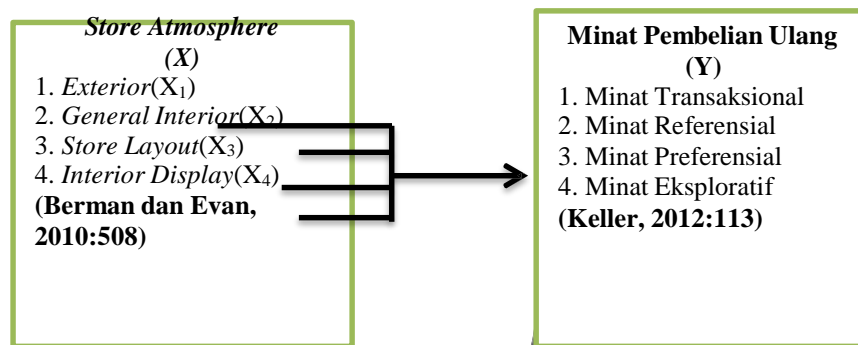 Store Atmosphere
(X)
1. Exterior(X₁)
2. General Interior(X₂)
3. Store Layout(X₃)
4. Interior Display(X₄)
(Berman dan Evan,
2010:508)
Minat Pembelian Ulang
(Y)
1. Minat Transaksional
2. Minat Referensial
3. Minat Preferensial
4. Minat Eksploratif
(Keller, 2012:113)